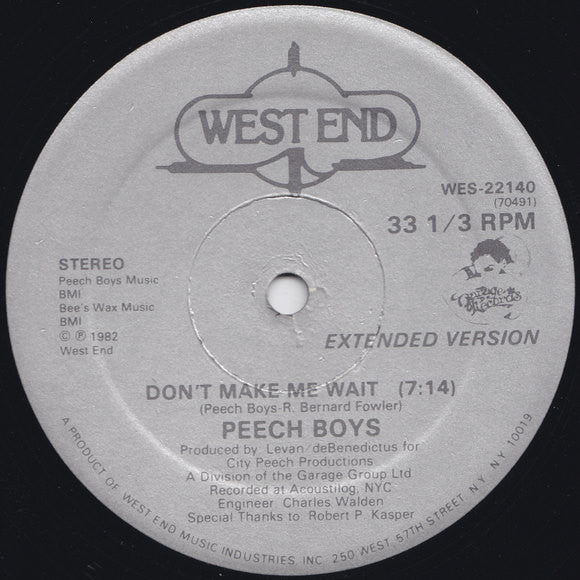 WEST END
WES-22140
(70491)
33 1/3 RPM
Garage
Records
STEREO
Peech Boys Music
BMI
Bee's Wax Music
BMI
© ℗ 1982
West End
EXTENDED VERSION
DON'T MAKE ME WAIT (7:14)
(Peech Boys-R. Bernard Fowler)
PEECH BOYS
Produced by Levan/deBenedictus for
City Peech Productions
A Division of the Garage Group Ltd
Recorded at Acoustilog, NYC
Engineer: Charles Walden
Special Thanks to Robert P. Kasper
A PRODUCT OF WEST END MUSIC INDUSTRIES, INC. 250 WEST 57TH STREET N.Y. NY 10019